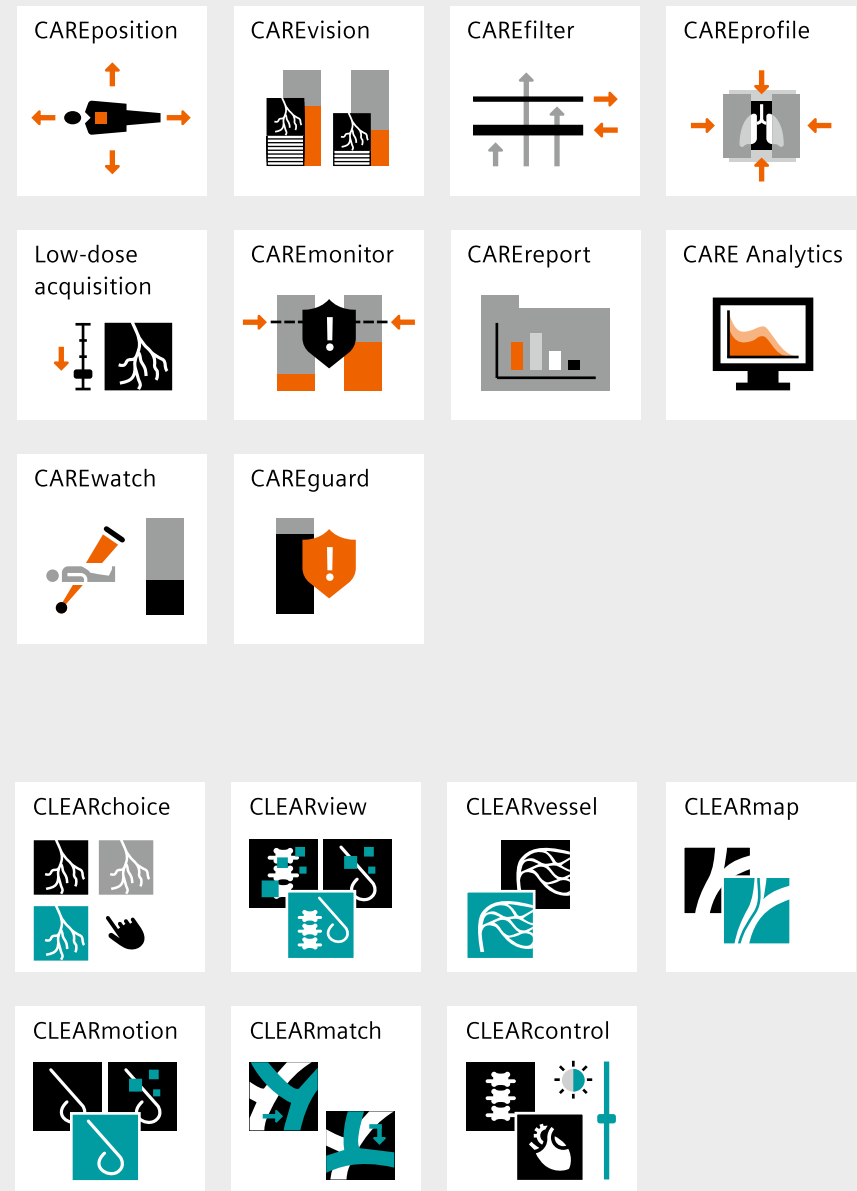 CAREposition
CAREvision
CAREfilter
CAREprofile
Low-dose
acquisition
CAREmonitor
CAREreport
CARE Analytics
CAREwatch
CAREguard
CLEARchoice
CLEARview
CLEARvessel
CLEARmap
CLEARmotion
CLEARmatch
CLEARcontrol